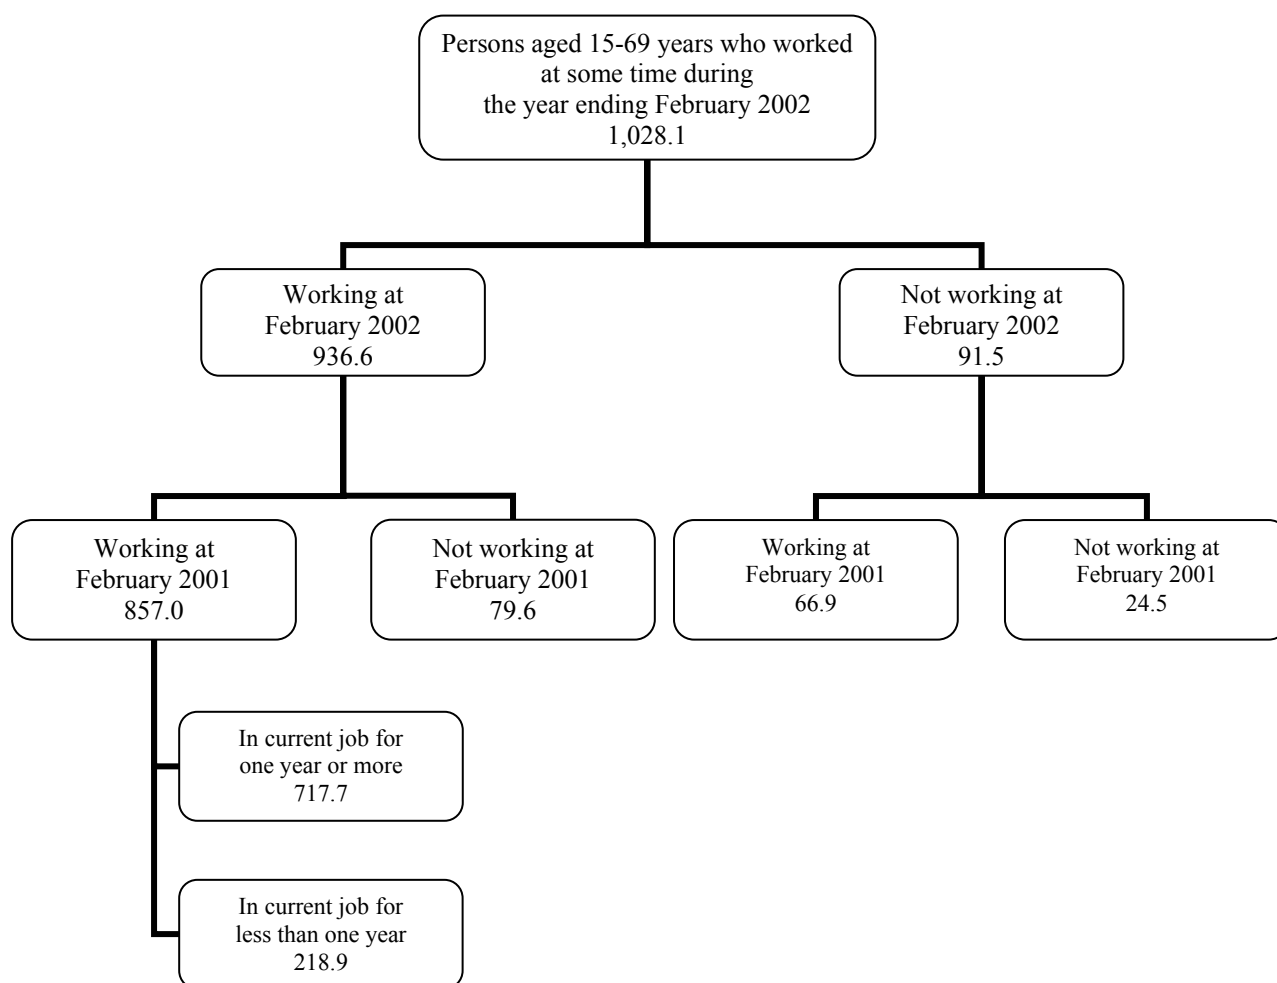 Persons aged 15-69 years who worked
at some time during
the year ending February 2002
1,028.1
Working at
February 2002
936.6
Not working at
February 2002
91.5
Working at
February 2001
857.0
Not working at
February 2001
79.6
Working at
February 2001
66.9
Not working at
February 2001
24.5
In current job for
one year or more
717.7
In current job for
less than one year
218.9